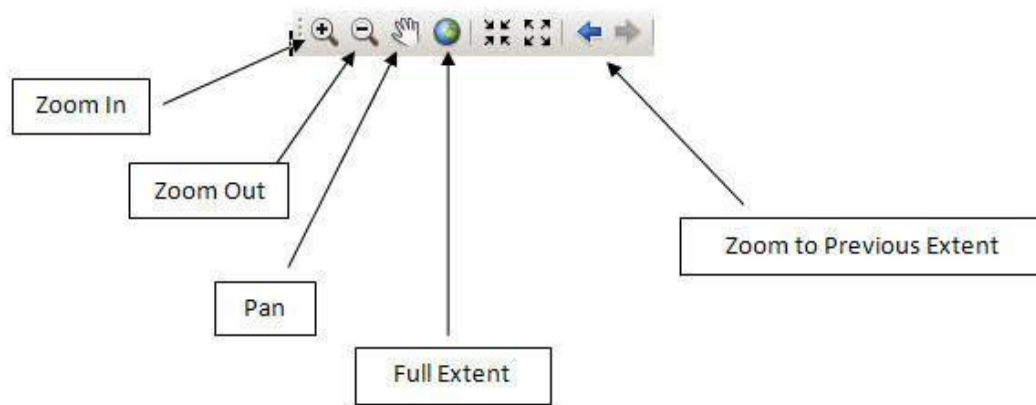 Zoom In
Zoom Out
Pan
Full Extent
Zoom to Previous Extent